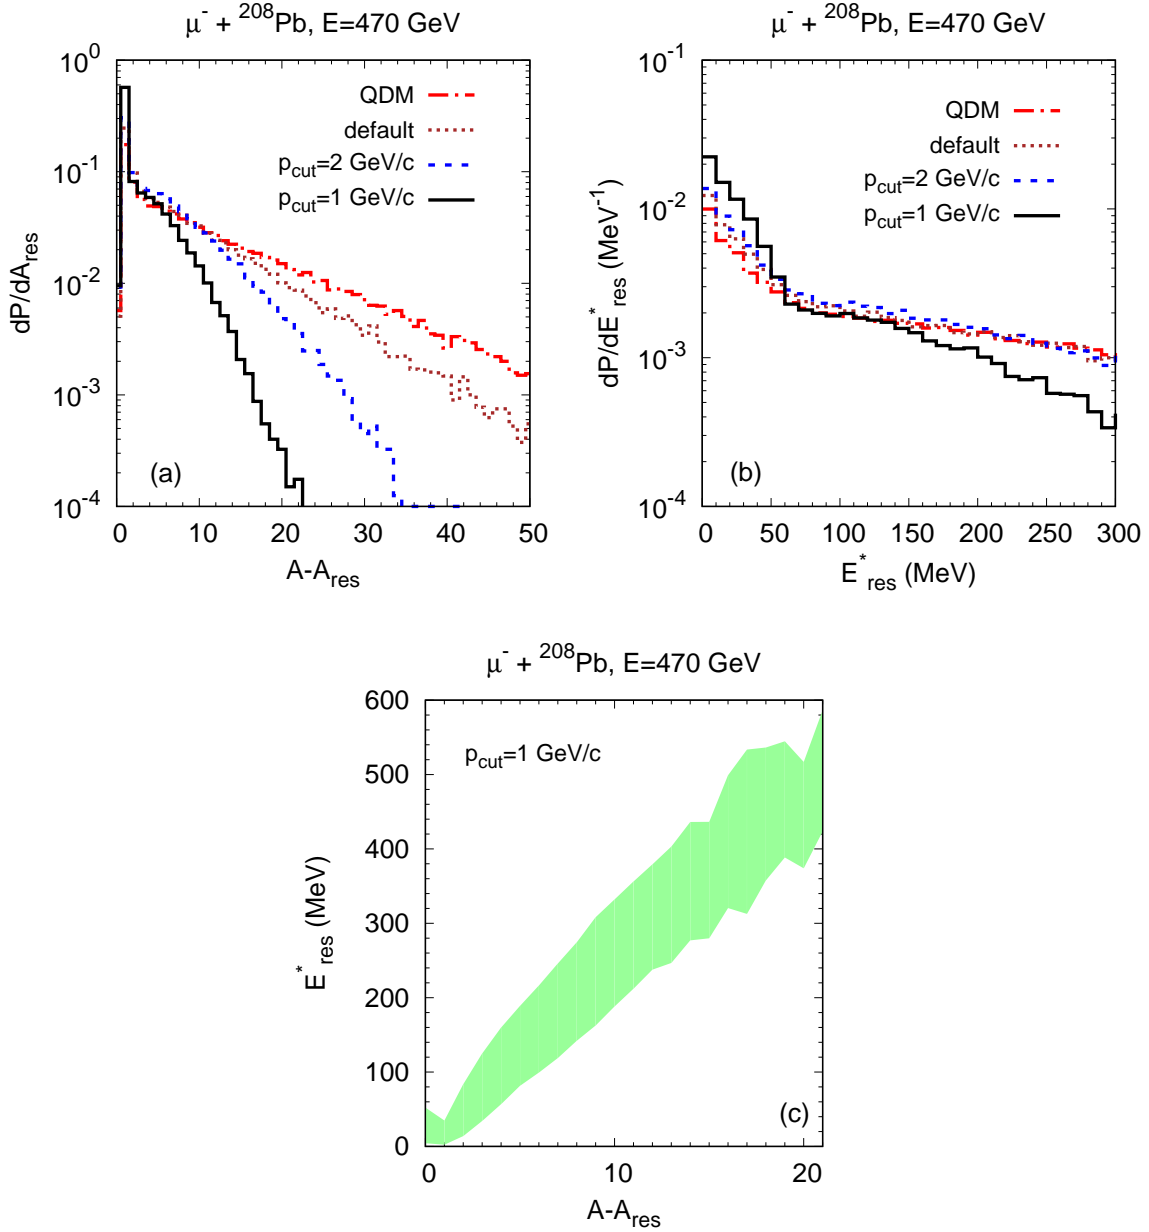 μ⁻ + ²⁰⁸Pb, E=470 GeV
10⁰
10⁻¹
10⁻²
10⁻³
10⁻⁴
dP/dA_res
QDM
default
p_cut=2 GeV/c
p_cut=1 GeV/c
(a)
0 10 20 30 40 50
A-A_res
μ⁻ + ²⁰⁸Pb, E=470 GeV
10⁻¹
10⁻²
10⁻³
10⁻⁴
dP/dE*_res (MeV⁻¹)
QDM
default
p_cut=2 GeV/c
p_cut=1 GeV/c
(b)
0 50 100 150 200 250 300
E*_res (MeV)
μ⁻ + ²⁰⁸Pb, E=470 GeV
600
500
400
300
200
100
0
E*_res (MeV)
p_cut=1 GeV/c
(c)
0 10 20
A-A_res